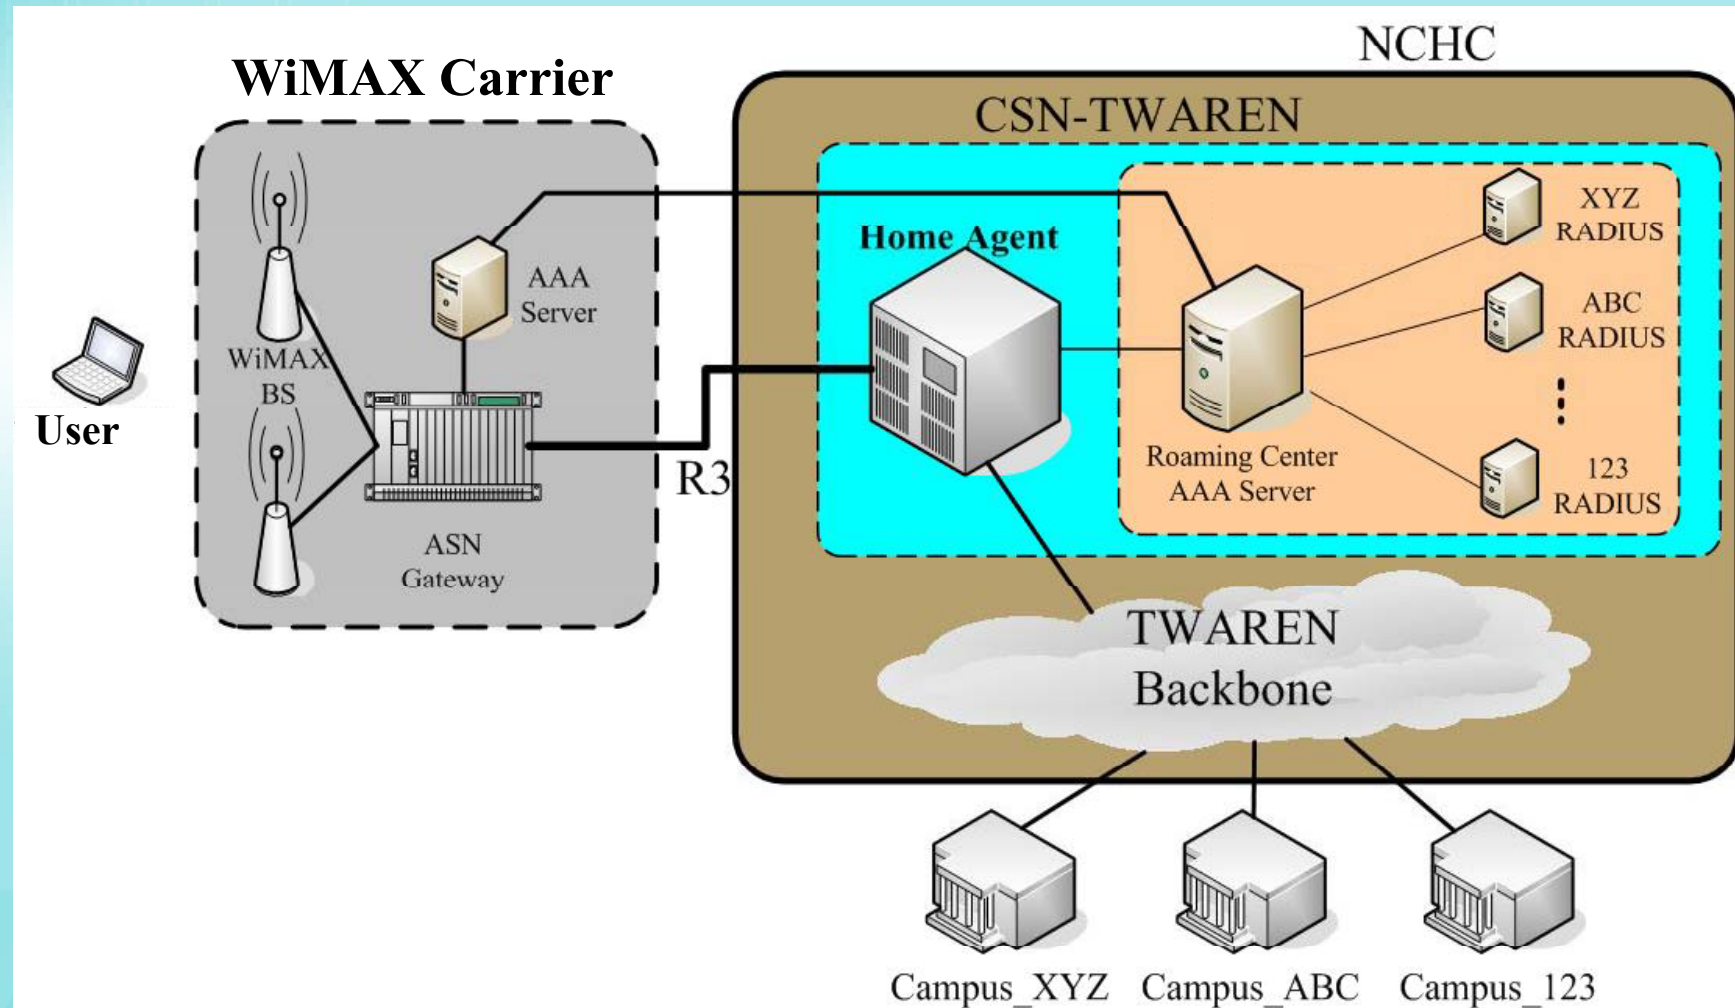 NCHC
WiMAX Carrier
CSN-TWAREN
XYZ
RADIUS
Home Agent
AAA
Server
ABC
RADIUS
WiMAX
BS
User
R3
Roaming Center
AAA Server
123
RADIUS
ASN
Gateway
TWAREN
Backbone
Campus_XYZ
Campus_ABC
Campus_123